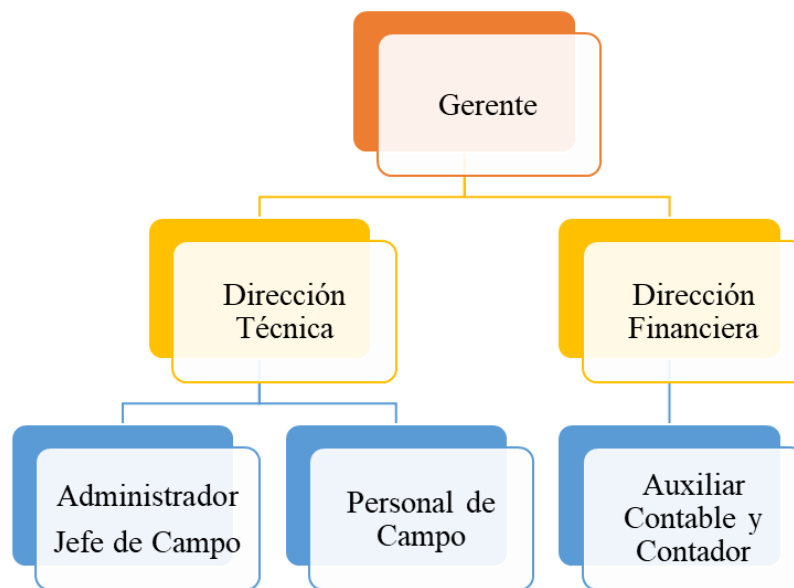 Gerente
Dirección
Técnica
Dirección
Financiera
Administrador
Jefe de Campo
Personal de
Campo
Auxiliar
Contable y
Contador